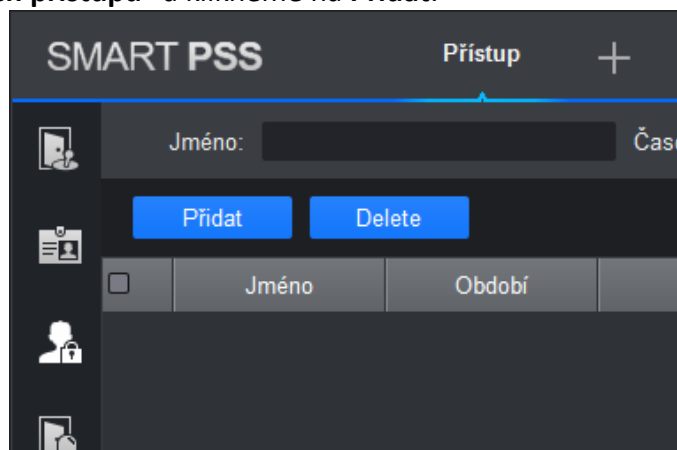 SMART PSS
Přístup
Jméno:
Přidat
Delete
Jméno
Období